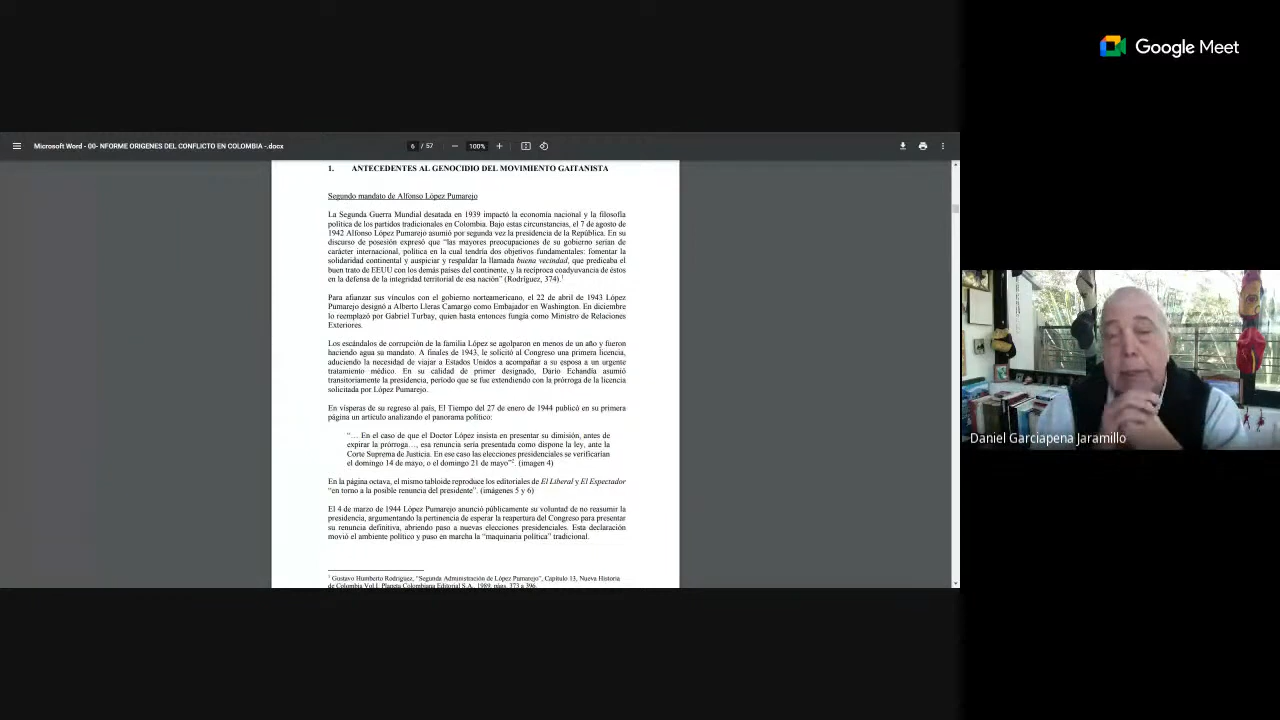 Google Meet
Microsoft Word - 00- NFORME ORIGENES DEL CONFLICTO EN COLOMBIA -.docx
6 / 57
100%
1. ANTECEDENTES AL GENOCIDIO DEL MOVIMIENTO GAITANISTA
Segundo mandato de Alfonso López Pumarejo
La Segunda Guerra Mundial desatada en 1939 impactó la economía nacional y la filosofía
política de los partidos tradicionales en Colombia. Bajo estas circunstancias, el 7 de agosto de
1942 Alfonso López Pumarejo asumió por segunda vez la presidencia de la República. En su
discurso de posesión expresó que “las mayores preocupaciones de su gobierno serían de
carácter internacional, política en la cual tendría dos objetivos fundamentales: fomentar la
solidaridad continental y auspiciar y respaldar la llamada buena vecindad, que predicaba el
buen trato de EEUU con los demás países del continente, y la recíproca coadyuvancia de éstos
en la defensa de la integridad territorial de esa nación” (Rodríguez, 374).1
Para afianzar sus vínculos con el gobierno norteamericano, el 22 de abril de 1943 López
Pumarejo designó a Alberto Lleras Camargo como Embajador en Washington. En diciembre
lo reemplazó por Gabriel Turbay, quien hasta entonces fungía como Ministro de Relaciones
Exteriores.
Los escándalos de corrupción de la familia López se agolparon en menos de un año y fueron
haciendo agua su mandato. A finales de 1943, le solicitó al Congreso una primera licencia,
aduciendo la necesidad de viajar a Estados Unidos a acompañar a su esposa a un urgente
tratamiento médico. En su calidad de primer designado, Darío Echandía asumió
transitoriamente la presidencia, período que se fue extendiendo con la prórroga de la licencia
solicitada por López Pumarejo.
En vísperas de su regreso al país, El Tiempo del 27 de enero de 1944 publicó en su primera
página un artículo analizando el panorama político:
“… En el caso de que el Doctor López insista en presentar su dimisión, antes de
expirar la prórroga…, esa renuncia sería presentada como dispone la ley, ante la
Corte Suprema de Justicia. En ese caso las elecciones presidenciales se verificarían
el domingo 14 de mayo, o el domingo 21 de mayo”2. (imagen 4)
En la página octava, el mismo tabloide reproduce los editoriales de El Liberal y El Espectador
“en torno a la posible renuncia del presidente”. (imágenes 5 y 6)
El 4 de marzo de 1944 López Pumarejo anunció públicamente su voluntad de no reasumir la
presidencia, argumentando la pertinencia de esperar la reapertura del Congreso para presentar
su renuncia definitiva, abriendo paso a nuevas elecciones presidenciales. Esta declaración
movió el ambiente político y puso en marcha la “maquinaria política” tradicional.
1 Gustavo Humberto Rodríguez, “Segunda Administración de López Pumarejo”, Capítulo 13, Nueva Historia
de Colombia Vol.I, Planeta Colombiana Editorial S.A., 1989, págs. 373 a 396.
Daniel Garciapena Jaramillo